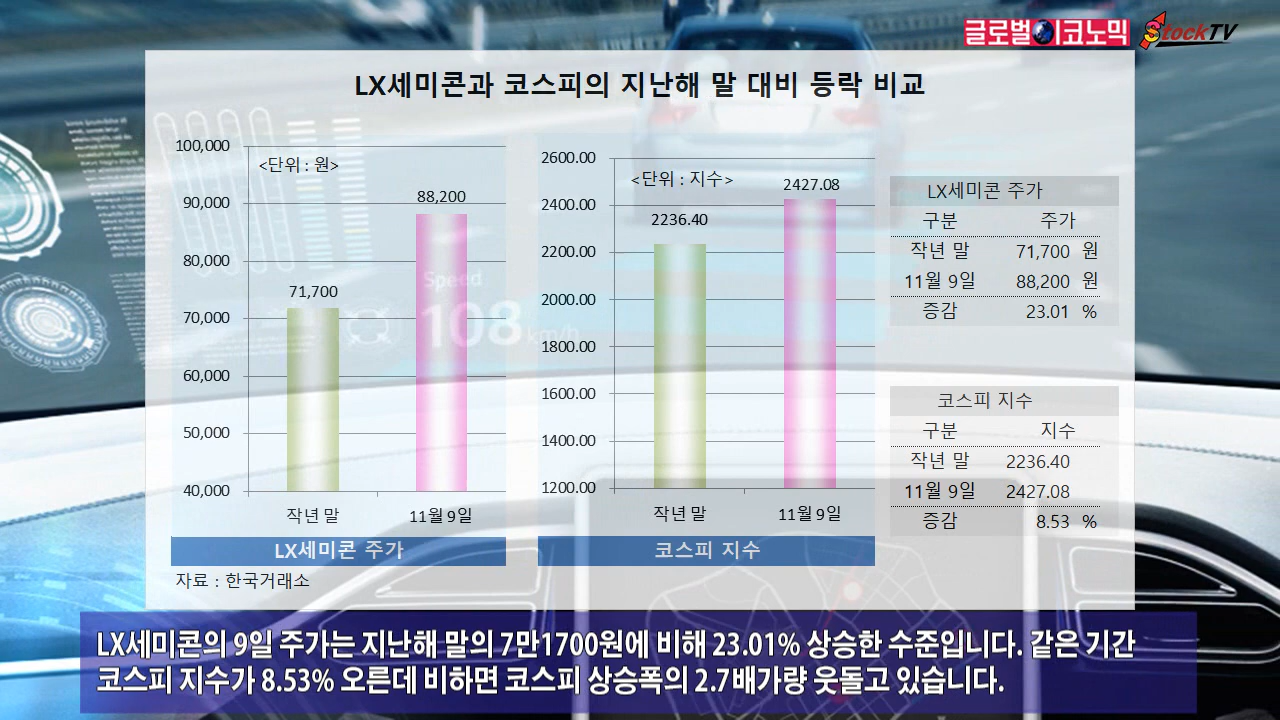 글로벌이코노믹 StockTV
LX세미콘과 코스피의 지난해 말 대비 등락 비교
<단위 : 원>
100,000
90,000
80,000
70,000
60,000
50,000
40,000
71,700
88,200
작년 말 11월 9일
LX세미콘 주가
<단위 : 지수>
2600.00
2400.00
2200.00
2000.00
1800.00
1600.00
1400.00
1200.00
2236.40
2427.08
작년 말 11월 9일
코스피 지수
LX세미콘 주가
구분 주가
작년 말 71,700 원
11월 9일 88,200 원
증감 23.01 %
코스피 지수
구분 지수
작년 말 2236.40
11월 9일 2427.08
증감 8.53 %
Speed
108 km/h
자료 : 한국거래소
LX세미콘의 9일 주가는 지난해 말의 7만1700원에 비해 23.01% 상승한 수준입니다. 같은 기간
코스피 지수가 8.53% 오른데 비하면 코스피 상승폭의 2.7배가량 웃돌고 있습니다.